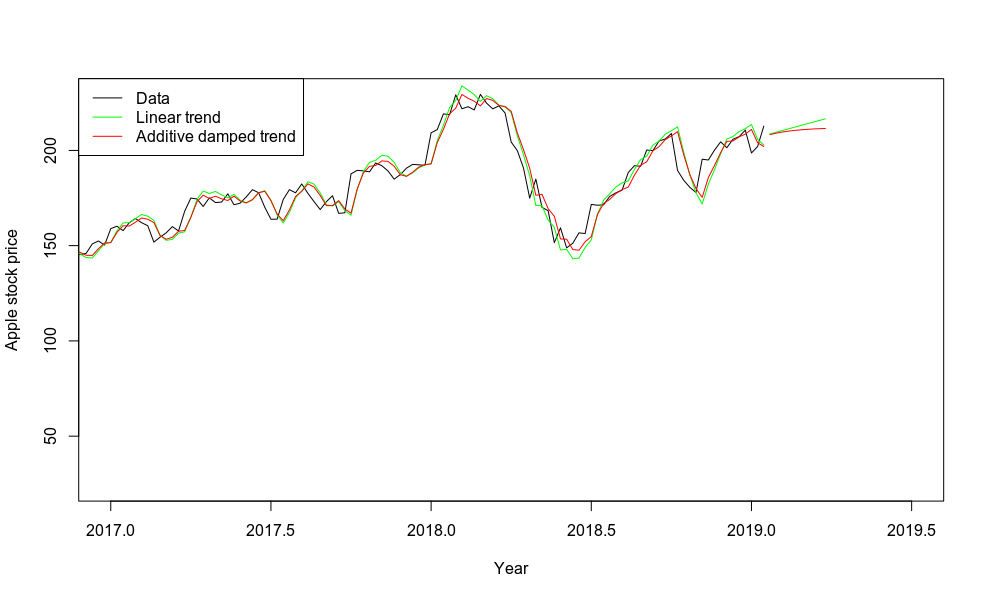 Data
Linear trend
Additive damped trend
Apple stock price
200
150
100
50
2017.0 2017.5 2018.0 2018.5 2019.0 2019.5
Year